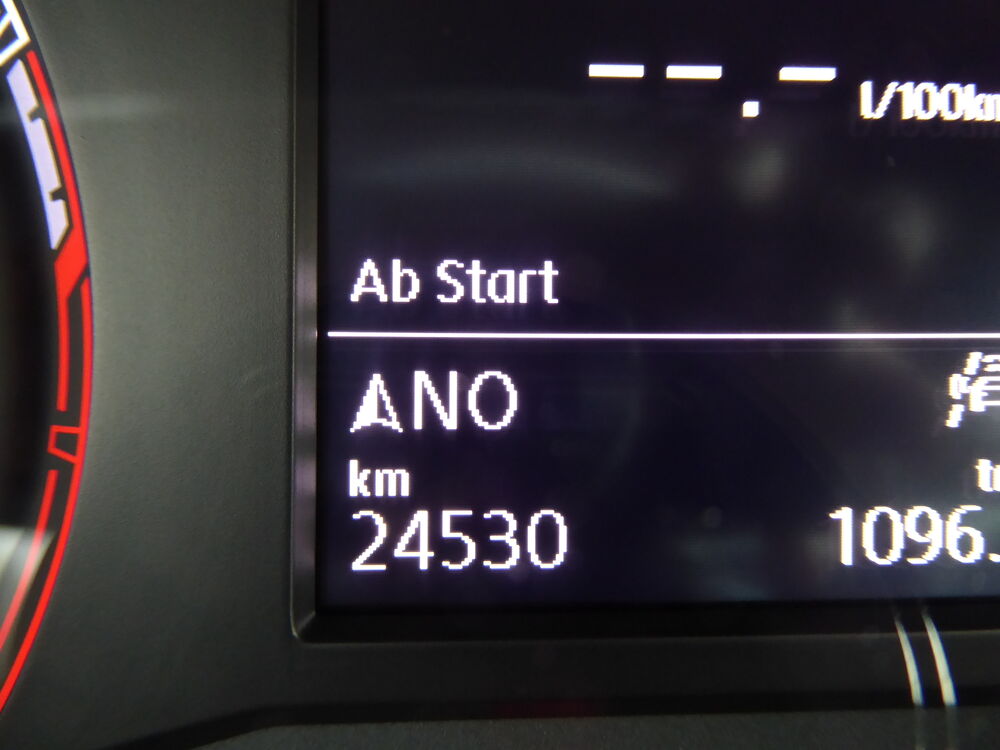 --.- l/100km
Ab Start
NO
km
24530 1096.